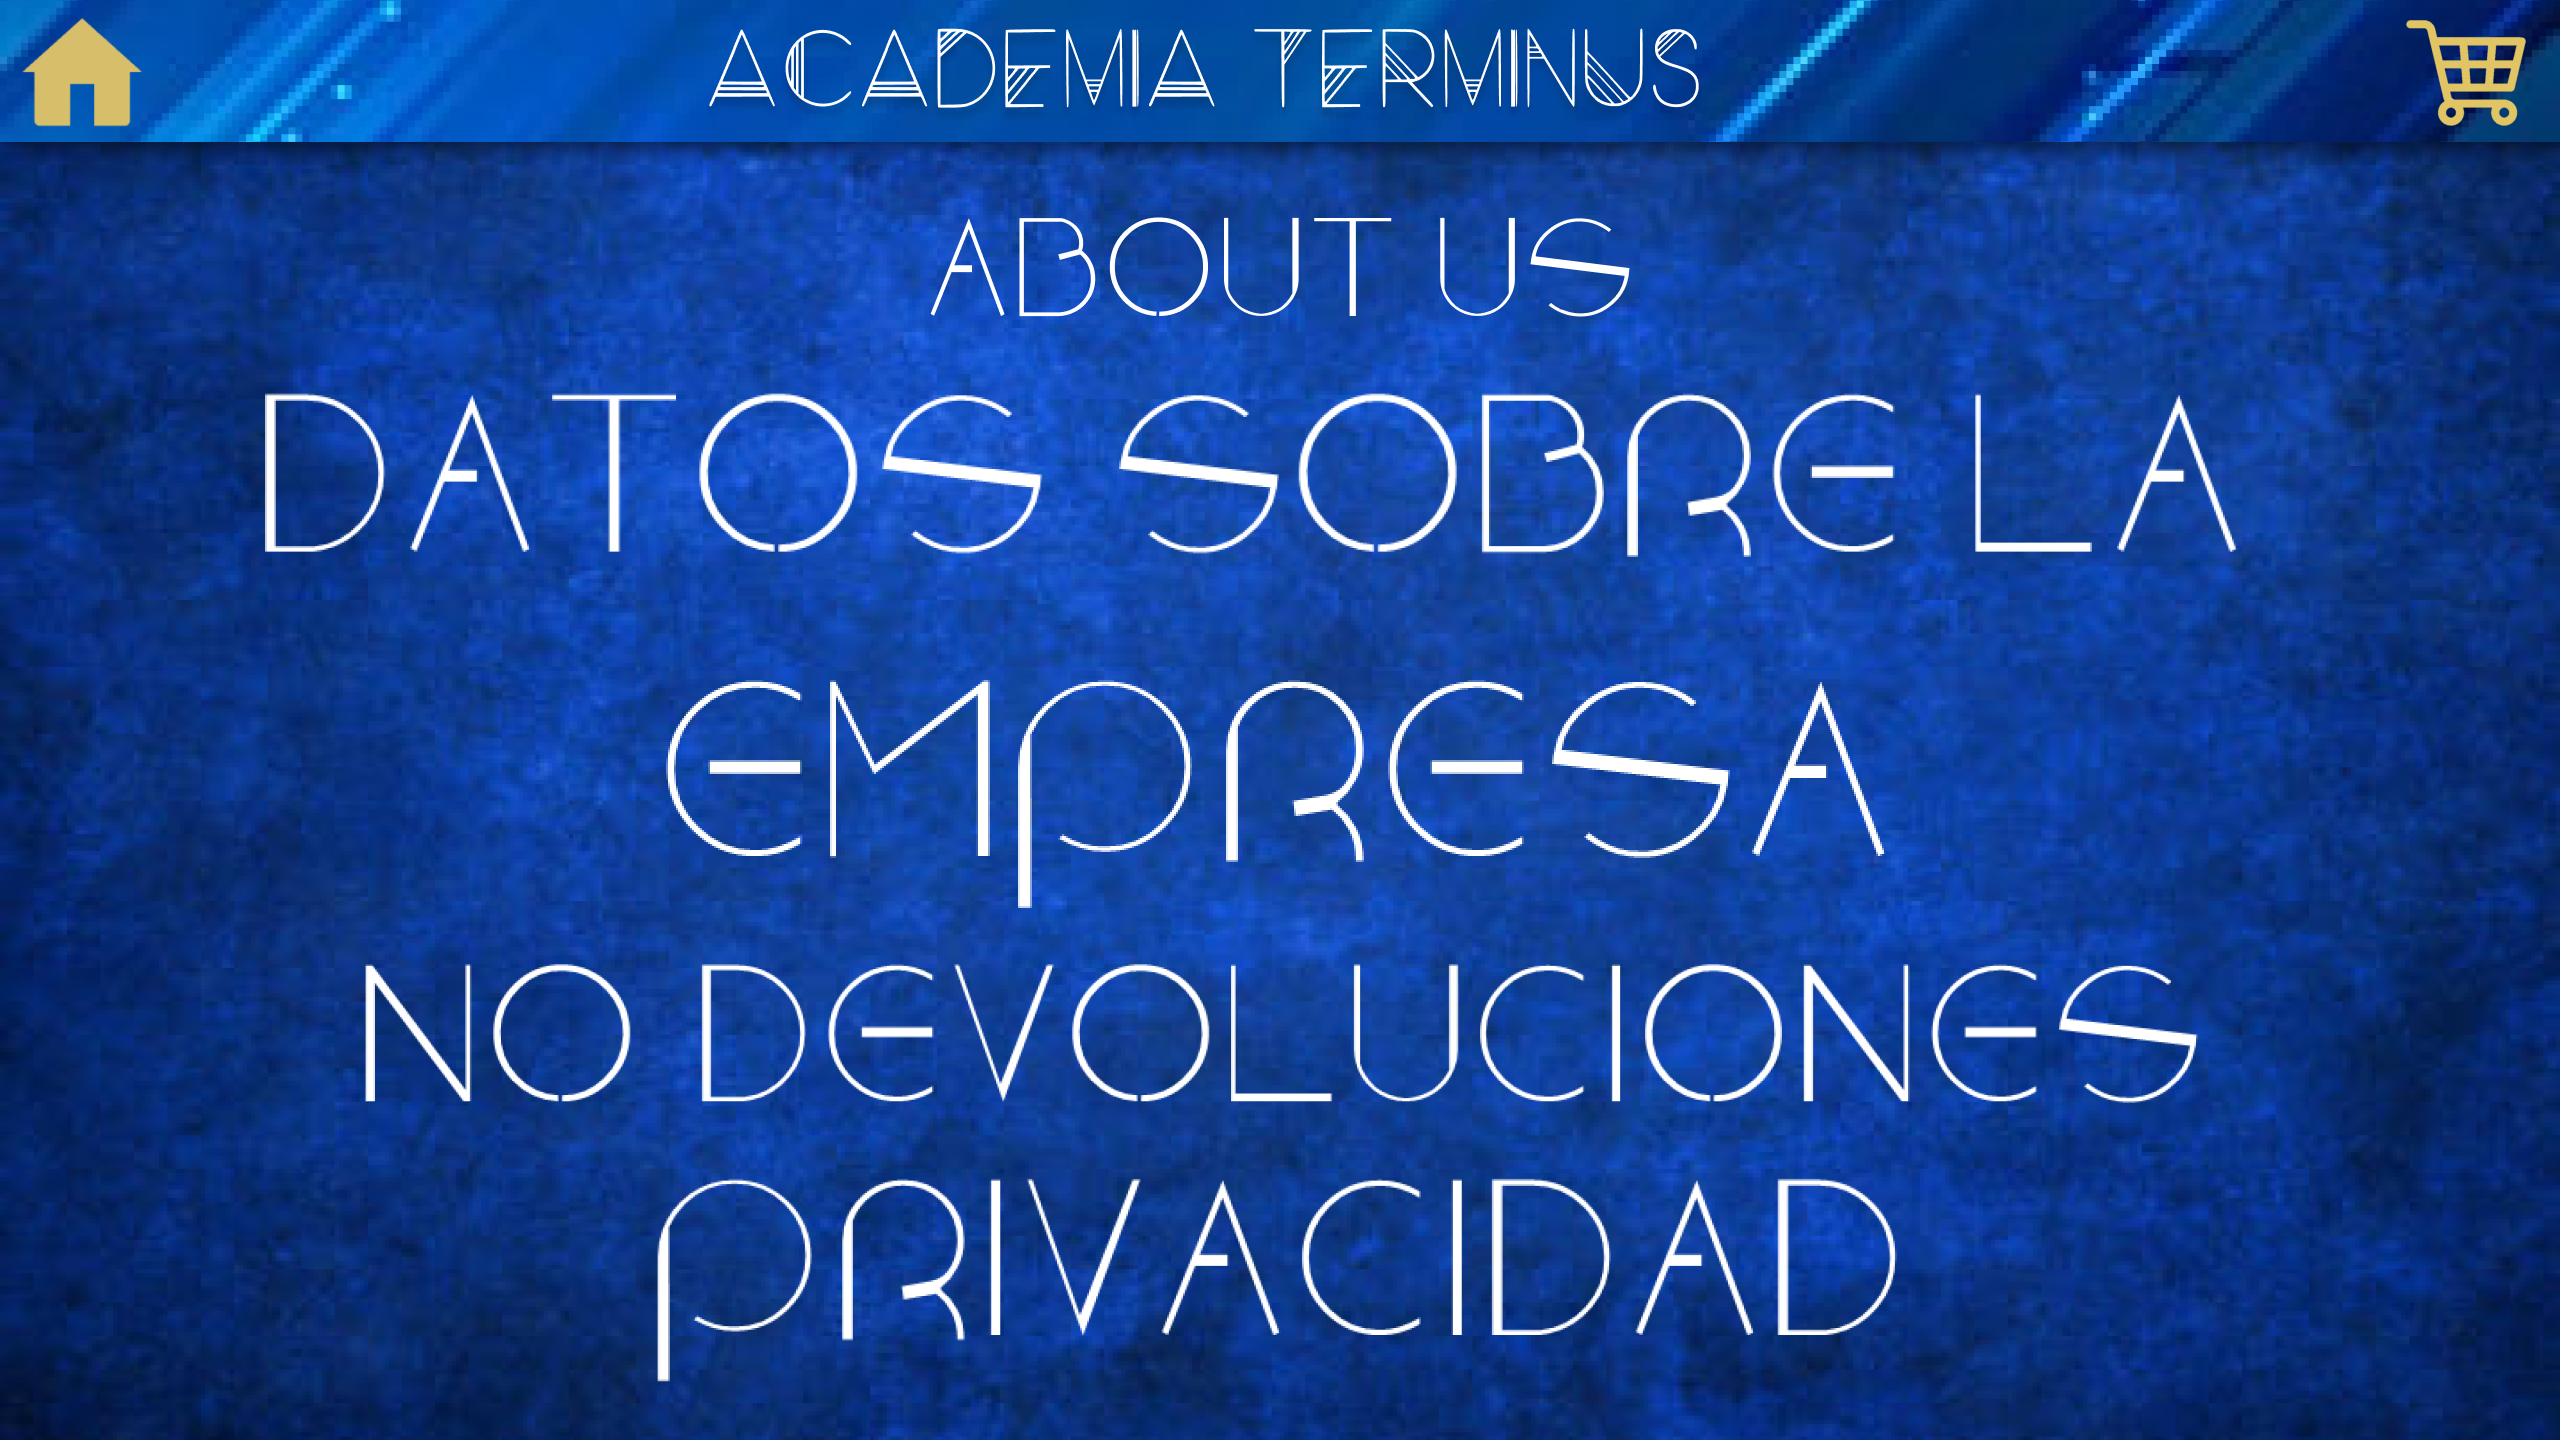 ACADEMIA TERMINUS
ABOUT US
DATOS SOBRE LA
EMPRESA
NO DEVOLUCIONES
PRIVACIDAD